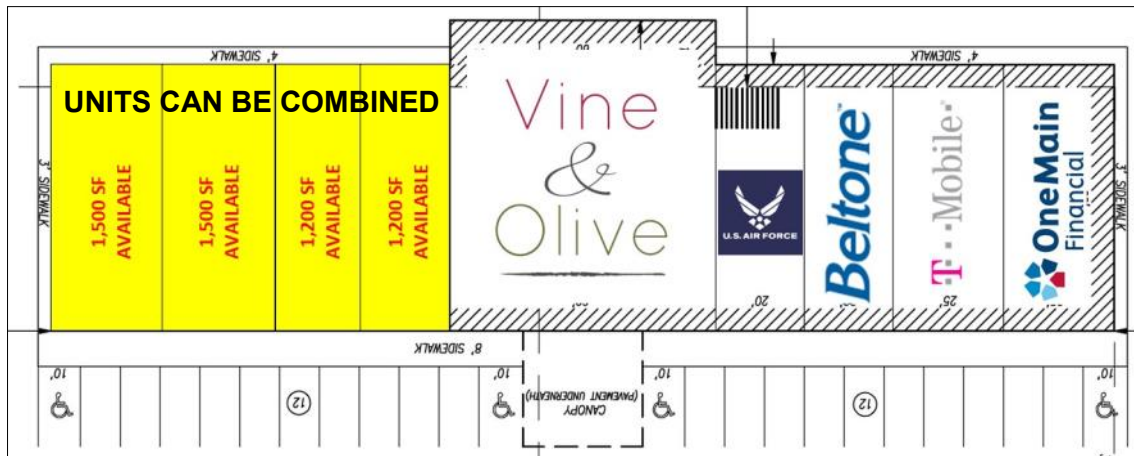 4' SIDEWALK
4' SIDEWALK
UNITS CAN BE COMBINED
3' SIDEWALK
1,500 SF
AVAILABLE
1,500 SF
AVAILABLE
1,200 SF
AVAILABLE
1,200 SF
AVAILABLE
Vine
&
Olive
U.S. AIR FORCE
20'
Beltone™
T··Mobile·
25'
OneMain
Financial
3' SIDEWALK
8' SIDEWALK
10'
12
10'
CANOPY
(PAVEMENT UNDERNEATH)
10'
12
10'